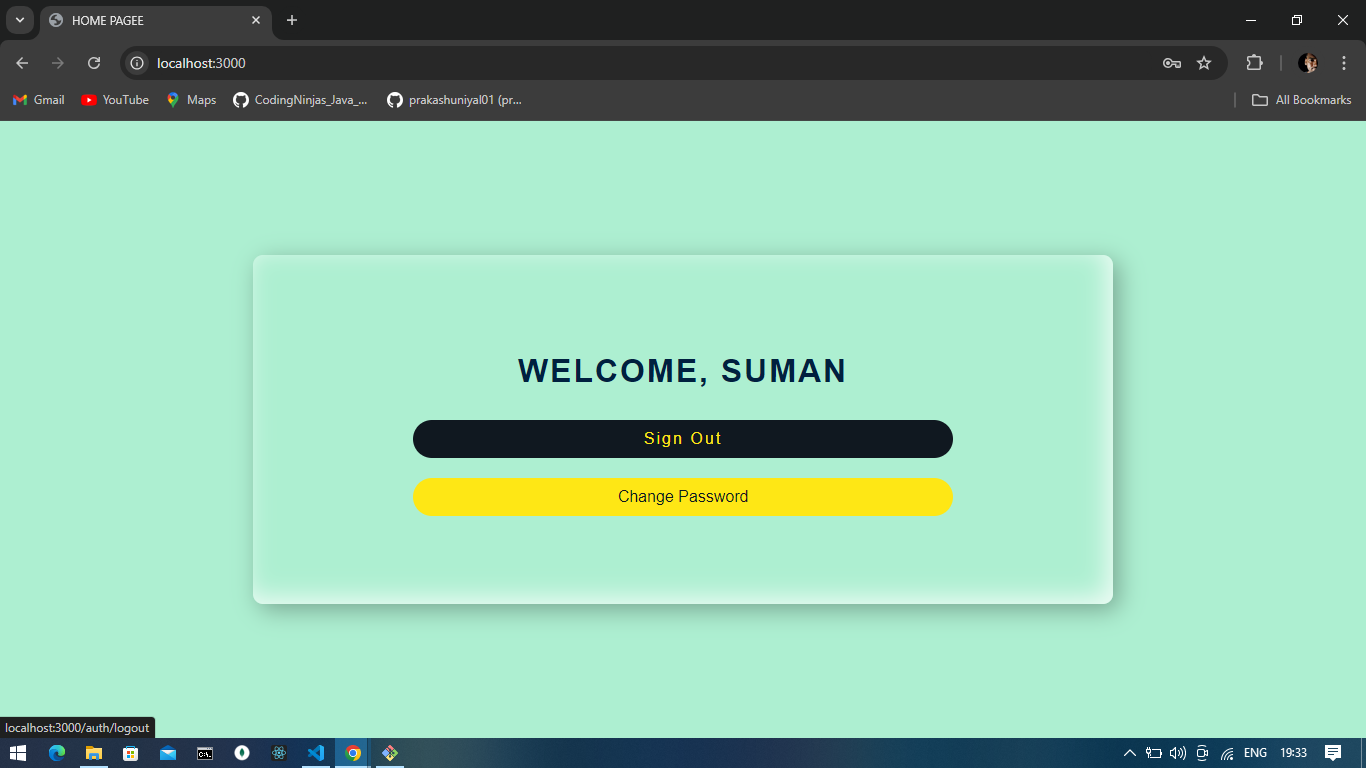 HOME PAGEE
localhost:3000
Gmail
YouTube
Maps
CodingNinjas_Java_...
prakashuniyal01 (pr...
All Bookmarks
WELCOME, SUMAN
Sign Out
Change Password
localhost:3000/auth/logout
ENG
19:33